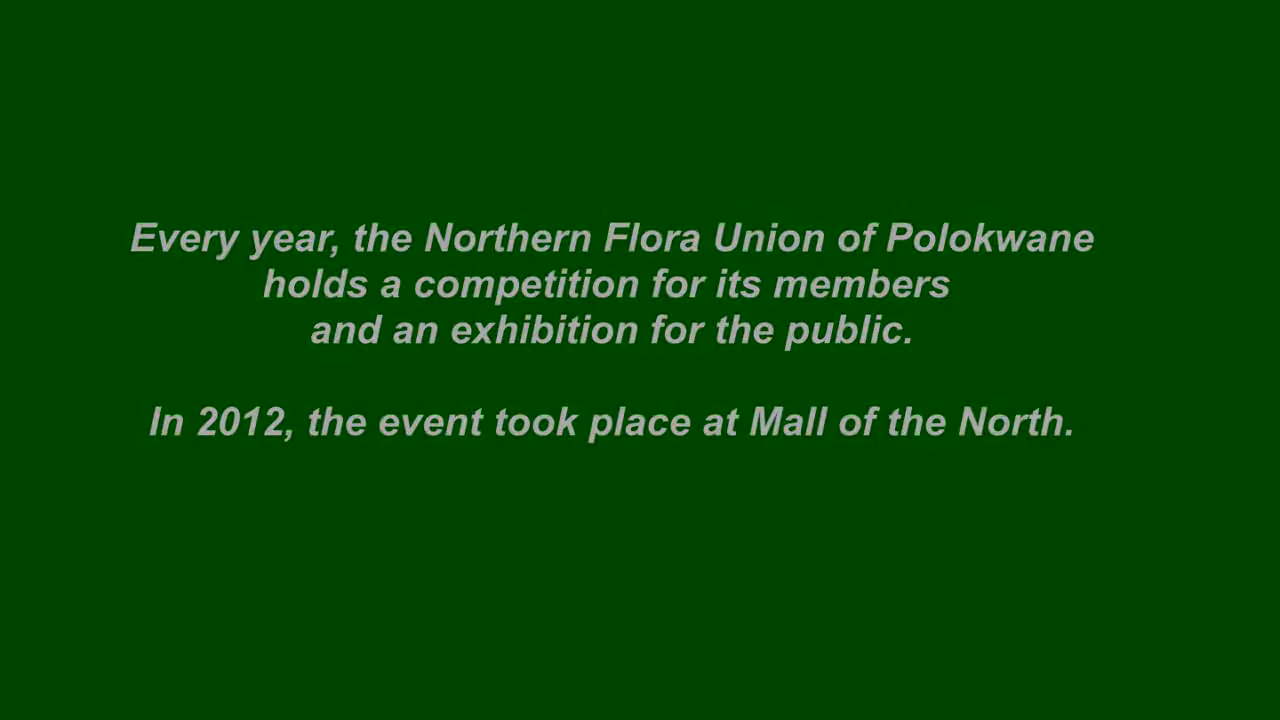 Every year, the Northern Flora Union of Polokwane
holds a competition for its members
and an exhibition for the public.
In 2012, the event took place at Mall of the North.